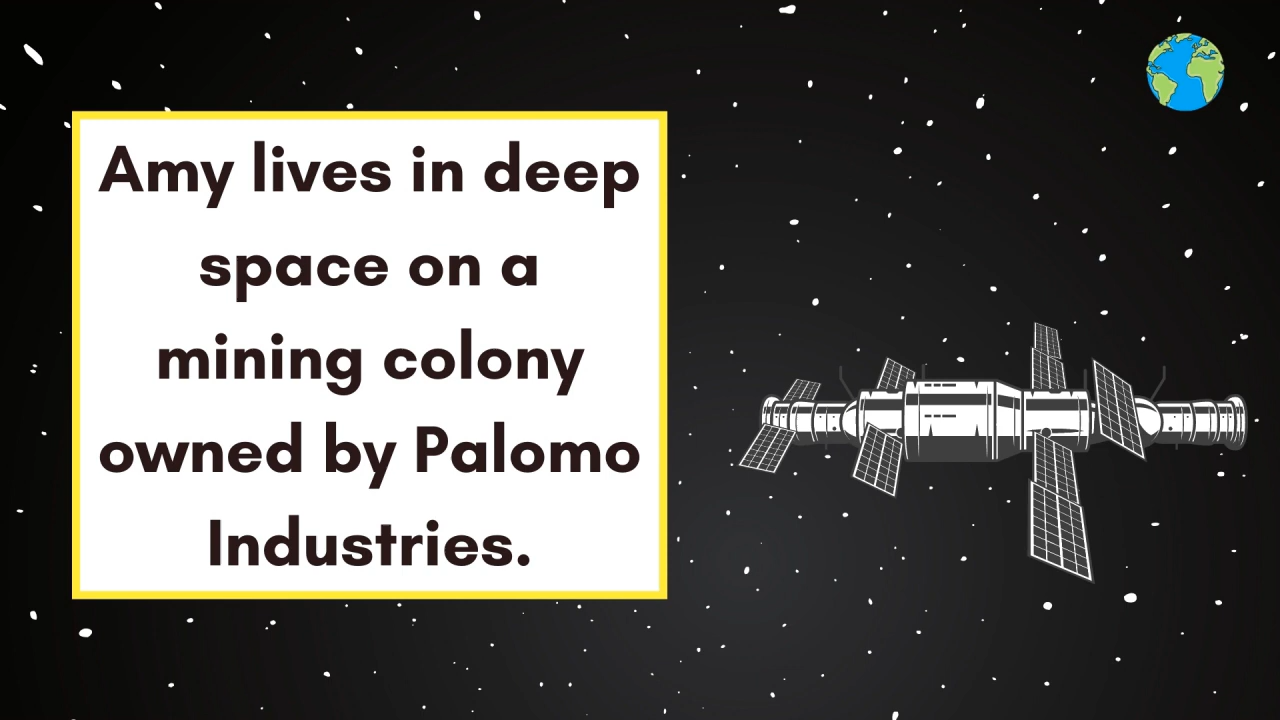 Amy lives in deep
space on a
mining colony
owned by Palomo
Industries.